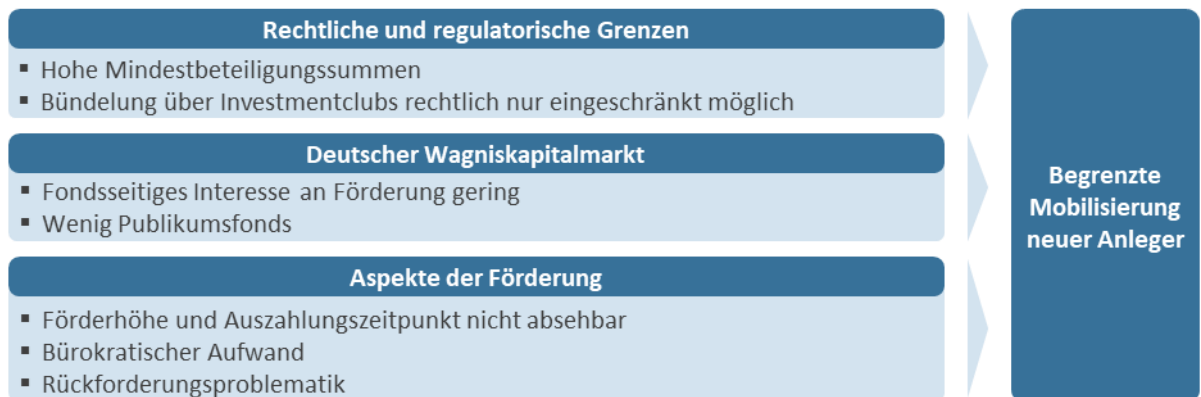 Rechtliche und regulatorische Grenzen
▪ Hohe Mindestbeteiligungssummen
▪ Bündelung über Investmentclubs rechtlich nur eingeschränkt möglich
Deutscher Wagniskapitalmarkt
▪ Fondsseitiges Interesse an Förderung gering
▪ Wenig Publikumsfonds
Aspekte der Förderung
▪ Förderhöhe und Auszahlungszeitpunkt nicht absehbar
▪ Bürokratischer Aufwand
▪ Rückforderungsproblematik
Begrenzte
Mobilisierung
neuer Anleger